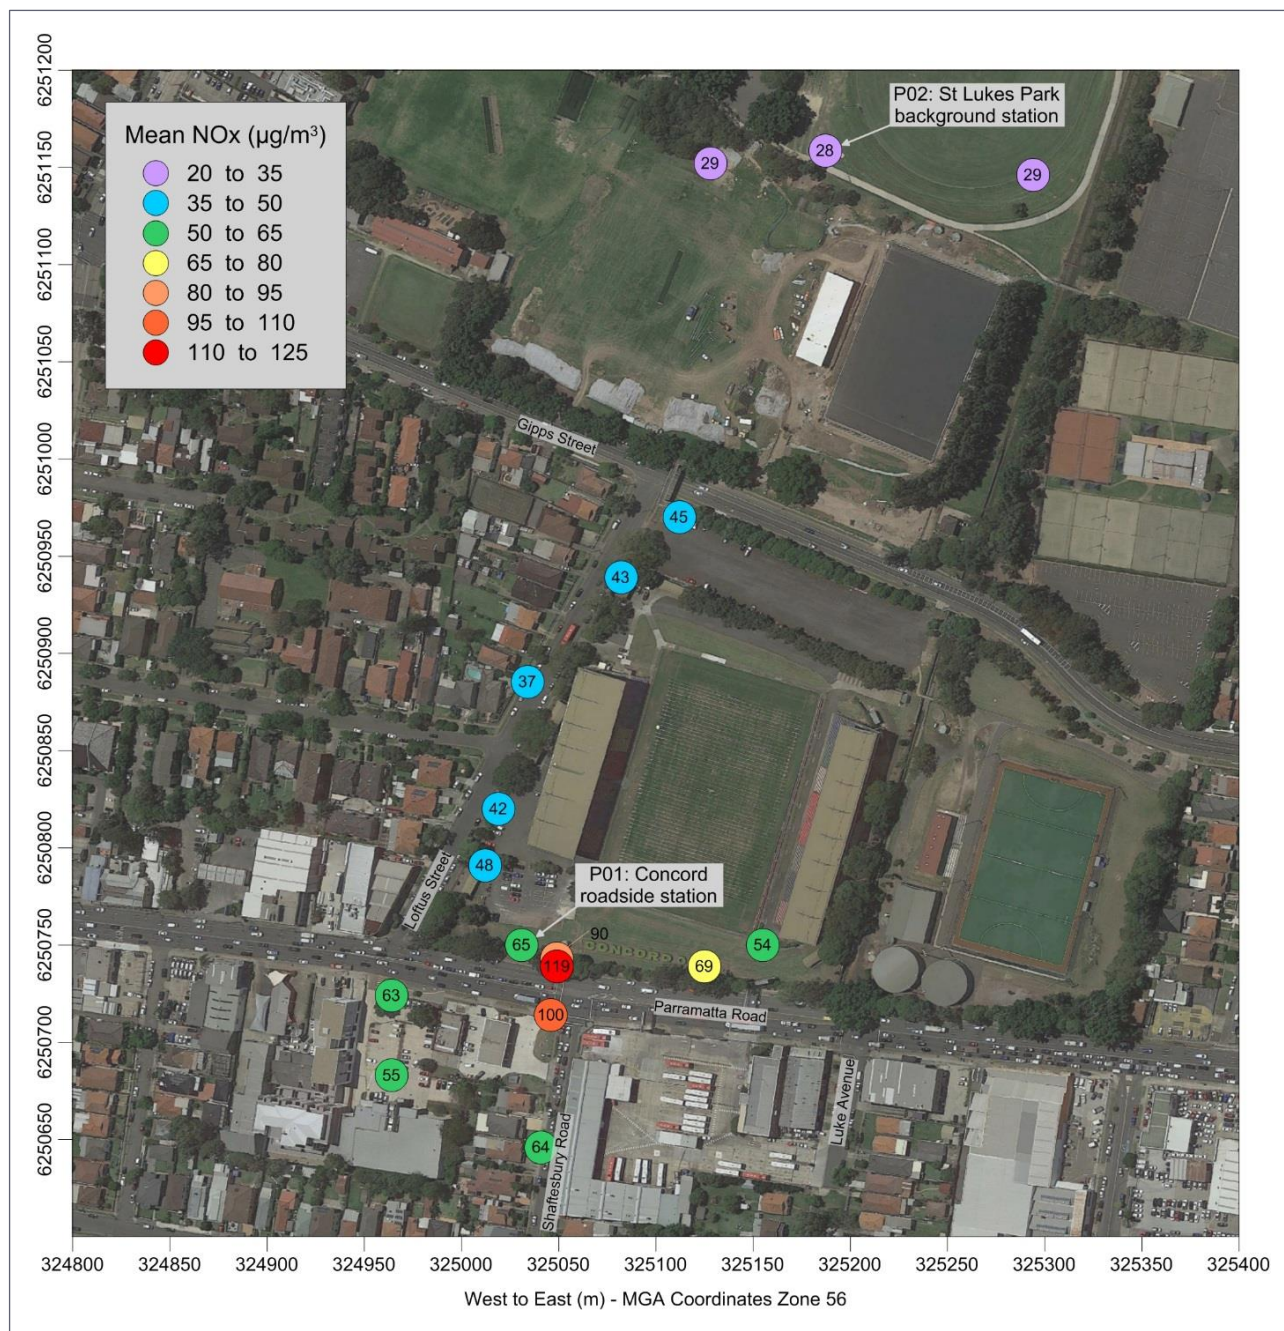 6251200
6251150
6251100
6251050
6251000
6250950
6250900
6250850
6250800
6250750
6250700
6250650
Mean NOx (µg/m³)
20 to 35
35 to 50
50 to 65
65 to 80
80 to 95
95 to 110
110 to 125
P02: St Lukes Park
background station
29
28
29
Gipps Street
45
43
37
42
48
Loftus Street
P01: Concord
roadside station
65
90
119
CONCORD
69
54
63
100
Parramatta Road
55
64
Shaftesbury Road
Luke Avenue
324800
324850
324900
324950
325000
325050
325100
325150
325200
325250
325300
325350
325400
West to East (m) - MGA Coordinates Zone 56